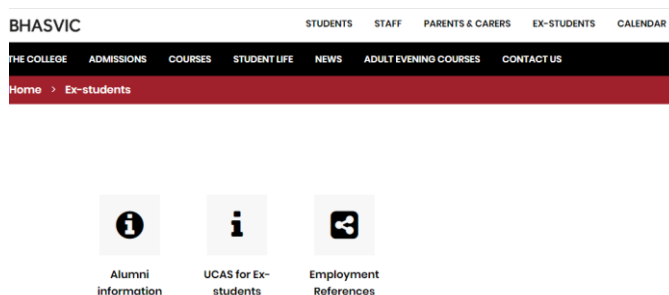 BHASVIC
STUDENTS STAFF PARENTS & CARERS EX-STUDENTS CALENDAR
THE COLLEGE ADMISSIONS COURSES STUDENT LIFE NEWS ADULT EVENING COURSES CONTACT US
Home > Ex-students
Alumni
information
UCAS for Ex-
students
Employment
References